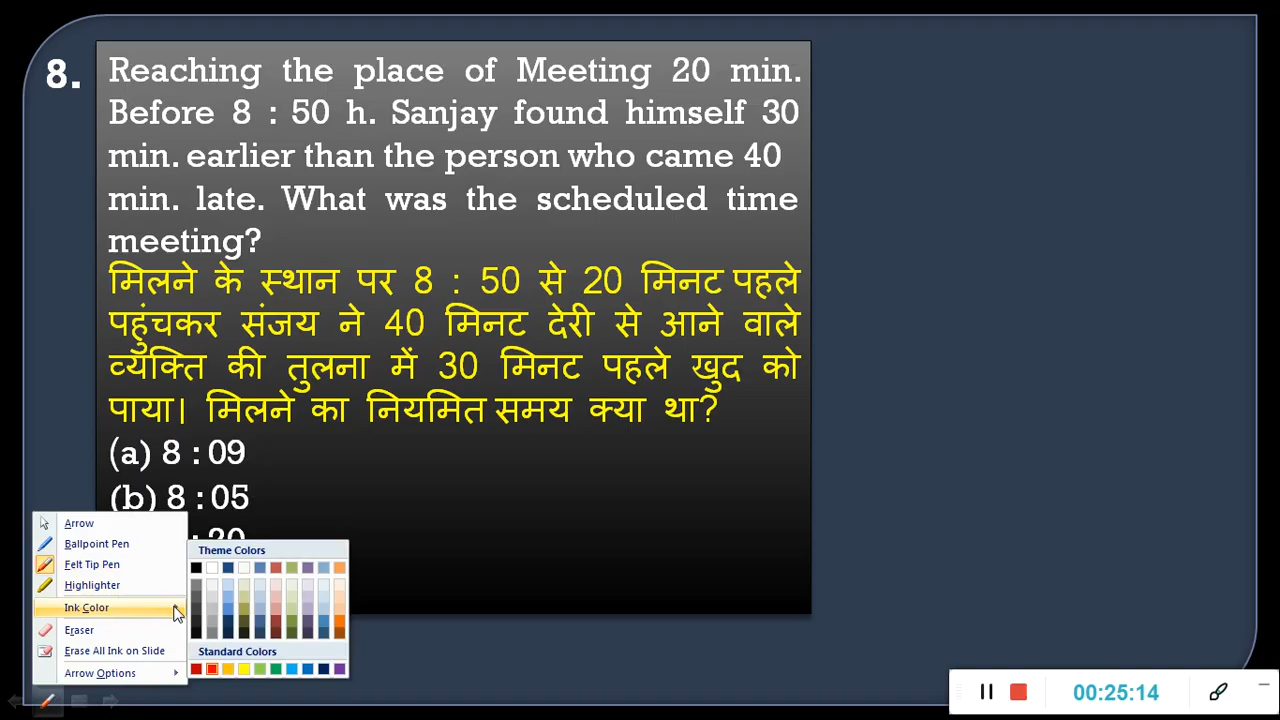 8.
Reaching the place of Meeting 20 min.
Before 8 : 50 h. Sanjay found himself 30
min. earlier than the person who came 40
min. late. What was the scheduled time
meeting?
मिलने के स्थान पर 8 : 50 से 20 मिनट पहले
पहुंचकर संजय ने 40 मिनट देरी से आने वाले
व्यक्ति की तुलना में 30 मिनट पहले खुद को
पाया। मिलने का नियमित समय क्या था?
(a) 8 : 09
(b) 8 : 05
Arrow
Ballpoint Pen
Felt Tip Pen
Highlighter
Ink Color
Eraser
Erase All Ink on Slide
Arrow Options
Theme Colors
Standard Colors
00:25:14